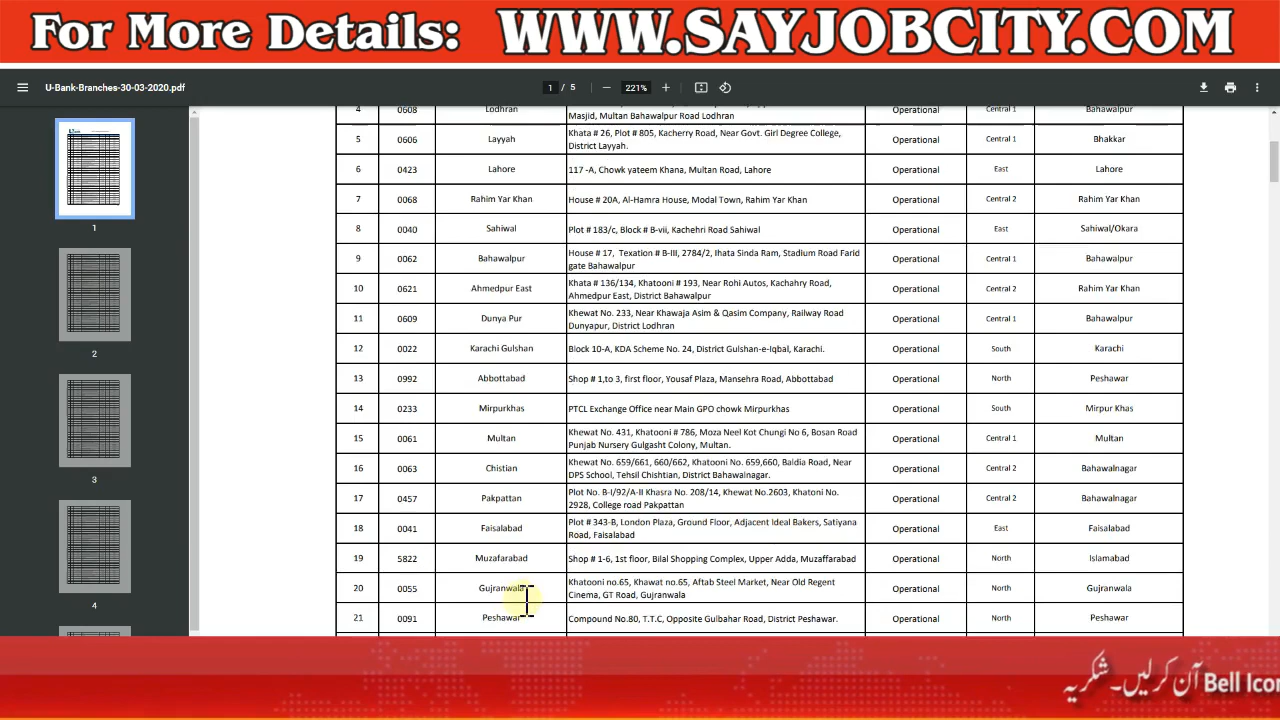 For More Details: WWW.SAYJOBCITY.COM
U-Bank-Branches-30-03-2020.pdf
1 / 5
221%
4 0608 Lodhran Masjid, Multan Bahawalpur Road Lodhran Operational Central 1 Bahawalpur
5 0606 Layyah Khata # 26, Plot # 805, Kacherry Road, Near Govt. Girl Degree College, Operational Central 1 Bhakkar
District Layyah.
6 0423 Lahore 117 -A, Chowk yateem Khana, Multan Road, Lahore Operational East Lahore
7 0068 Rahim Yar Khan House # 20A, Al-Hamra House, Modal Town, Rahim Yar Khan Operational Central 2 Rahim Yar Khan
8 0040 Sahiwal Plot # 183/c, Block # B-vii, Kachehri Road Sahiwal Operational East Sahiwal/Okara
9 0062 Bahawalpur House # 17, Texation # B-III, 2784/2, Ihata Sinda Ram, Stadium Road Farid Operational Central 1 Bahawalpur
gate Bahawalpur
10 0621 Ahmedpur East Khata # 136/134, Khatooni # 193, Near Rohi Autos, Kachahry Road, Operational Central 2 Rahim Yar Khan
Ahmedpur East, District Bahawalpur
11 0609 Dunya Pur Khewat No. 233, Near Khawaja Asim & Qasim Company, Railway Road Operational Central 1 Bahawalpur
Dunyapur, District Lodhran
12 0022 Karachi Gulshan Block 10-A, KDA Scheme No. 24, District Gulshan-e-Iqbal, Karachi. Operational South Karachi
13 0992 Abbottabad Shop # 1,to 3, first floor, Yousaf Plaza, Mansehra Road, Abbottabad Operational North Peshawar
14 0233 Mirpurkhas PTCL Exchange Office near Main GPO chowk Mirpurkhas Operational South Mirpur Khas
15 0061 Multan Khewat No. 431, Khatooni # 786, Moza Neel Kot Chungi No 6, Bosan Road Operational Central 1 Multan
Punjab Nursery Gulgasht Colony, Multan.
16 0063 Chistian Khewat No. 659/661, 660/662, Khatooni No. 659,660, Baldia Road, Near Operational Central 2 Bahawalnagar
DPS School, Tehsil Chishtian, District Bahawalnagar.
17 0457 Pakpattan Plot No. B-I/92/A-II Khasra No. 208/14, Khewat No.2603, Khatoni No. Operational Central 2 Bahawalnagar
2928, College road Pakpattan
18 0041 Faisalabad Plot # 343-B, London Plaza, Ground Floor, Adjacent Ideal Bakers, Satiyana Operational East Faisalabad
Road, Faisalabad
19 5822 Muzafarabad Shop # 1-6, 1st floor, Bilal Shopping Complex, Upper Adda, Muzaffarabad Operational North Islamabad
20 0055 Gujranwala Khatooni no.65, Khawat no.65, Aftab Steel Market, Near Old Regent Operational North Gujranwala
Cinema, GT Road, Gujranwala
21 0091 Peshawar Compound No.80, T.T.C, Opposite Gulbahar Road, District Peshawar. Operational North Peshawar
1
2
3
4
Bell Icon آن کرلیں۔ شکریہ